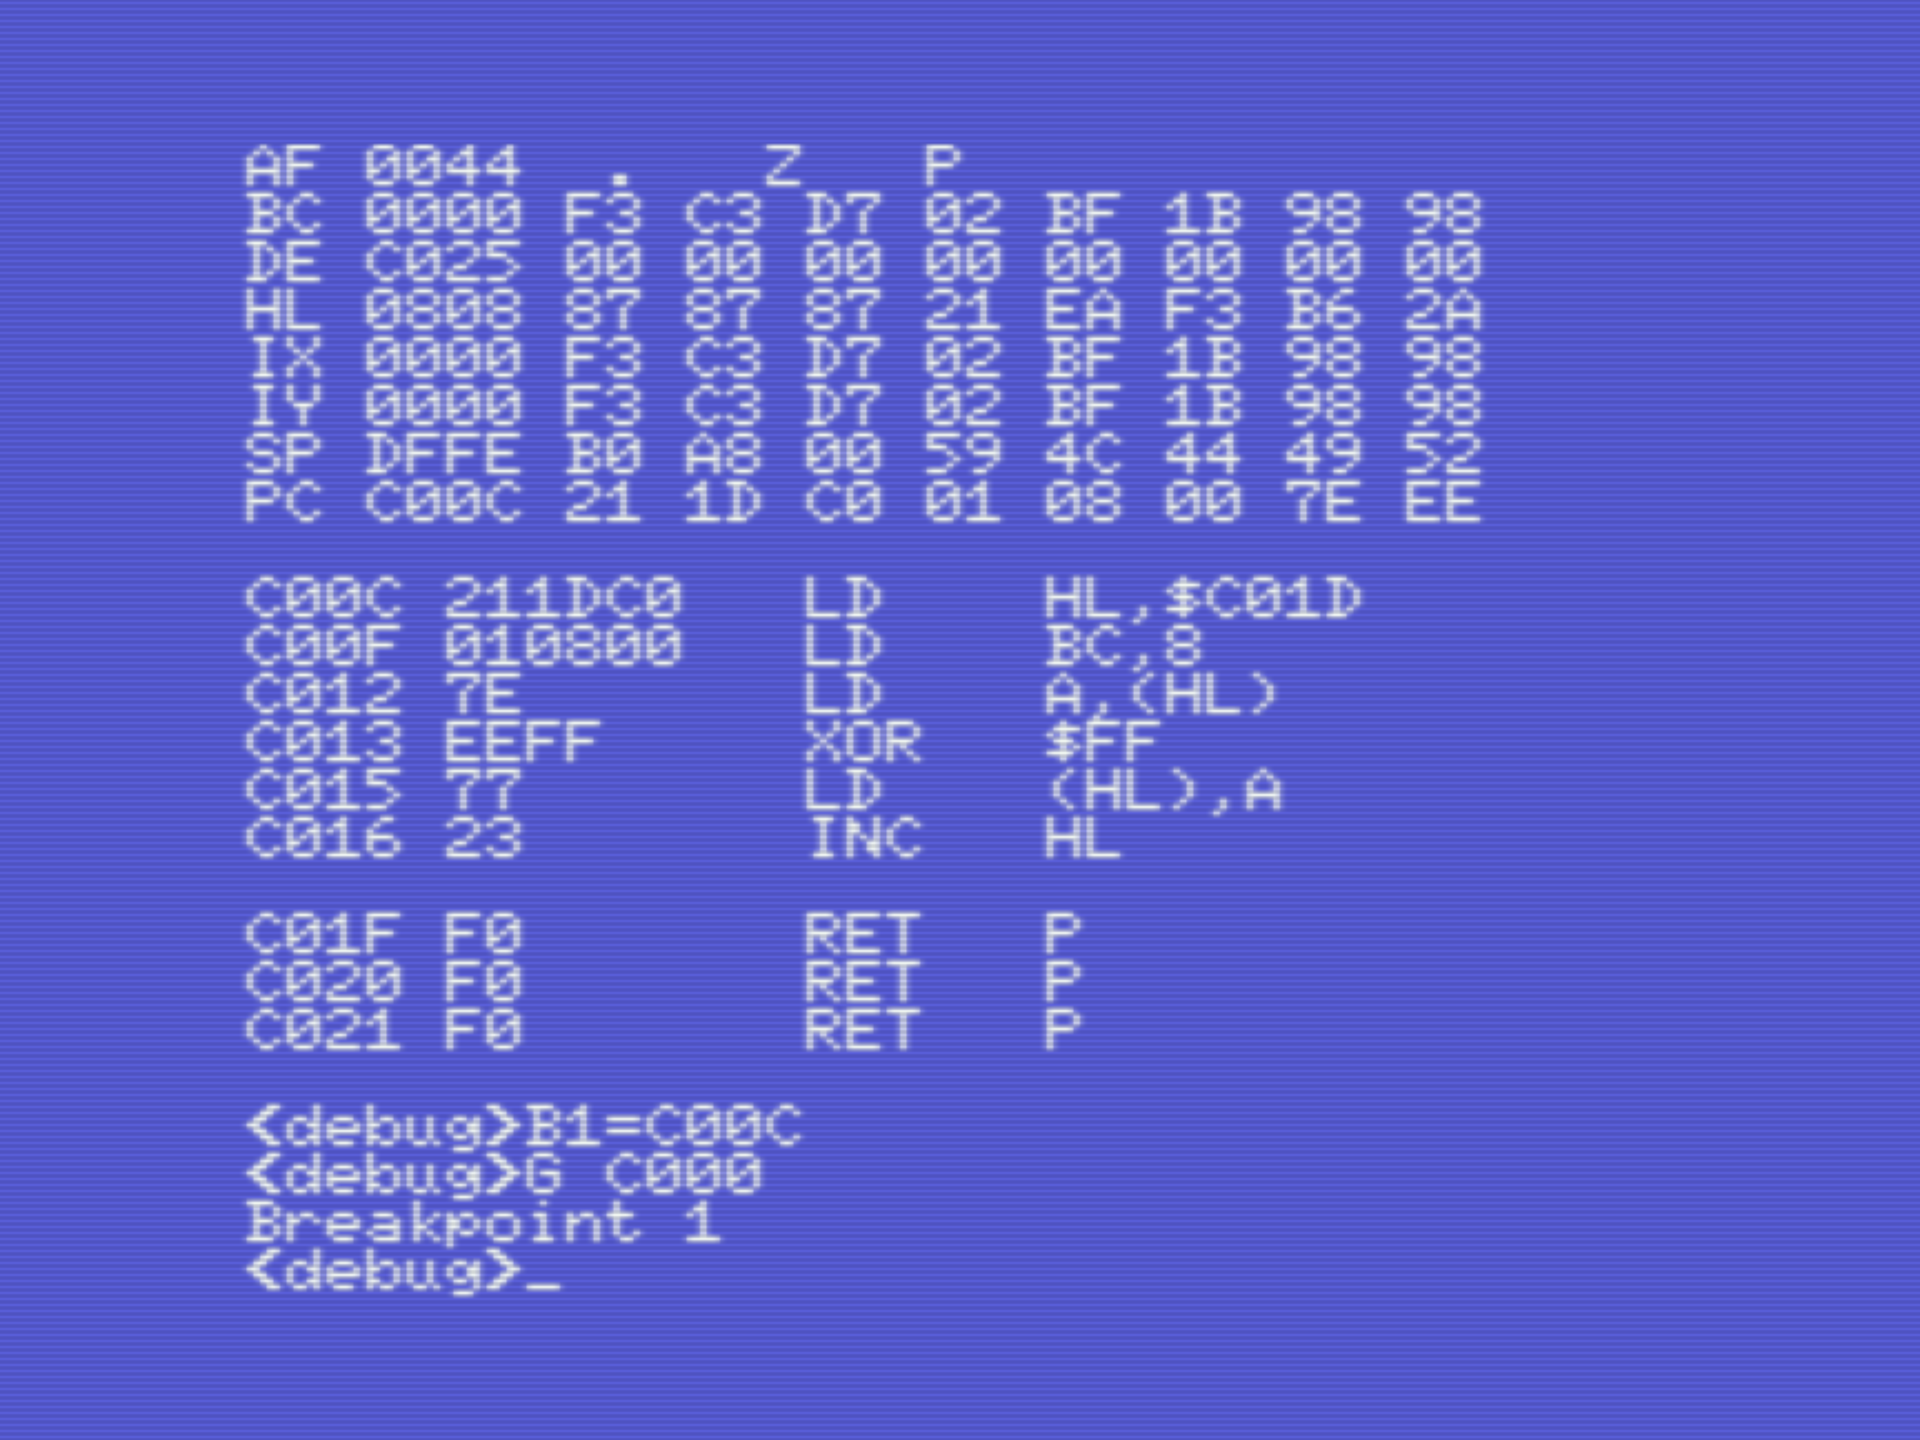 AF 0044 . Z P
BC 0000 F3 C3 D7 02 BF 1B 98 98
DE C025 00 00 00 00 00 00 00 00
HL 0808 87 87 87 21 EA F3 B6 2A
IX 0000 F3 C3 D7 02 BF 1B 98 98
IY 0000 F3 C3 D7 02 BF 1B 98 98
SP DFFE B0 A8 00 59 4C 44 49 52
PC C00C 21 1D C0 01 08 00 7E EE
C00C 211DC0 LD HL,$C01D
C00F 010800 LD BC,8
C012 7E LD A,(HL)
C013 EEFF XOR $FF
C015 77 LD (HL),A
C016 23 INC HL
C01F F0 RET P
C020 F0 RET P
C021 F0 RET P
<debug>B1=C00C
<debug>G C000
Breakpoint 1
<debug>_